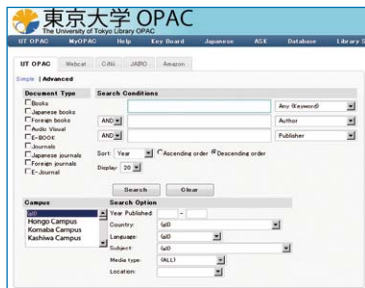 東京大学 OPAC
The University of Tokyo Library OPAC
UT OPAC MyOPAC Help Key Board Japanese ASK Database Library S
UT OPAC Webcat CiNii JAIRO Amazon
Simple | Advanced
Document Type Search Conditions
Books
Japanese books Any (Keyword)
Foreign books AND Author
Audio Visual
E-BOOK AND Publisher
Journals
Japanese journals Sort: Year Ascending order Descending order
Foreign journals
E-Journal Display: 20
Search Clear
Campus Search Option
(all) Year Published: -
Hongo Campus Country: (all)
Komaba Campus Language: (all)
Kashiwa Campus Subject: (all)
Media type: (ALL)
Location: